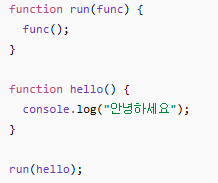 function run(func) {
  func();
}

function hello() {
  console.log("안녕하세요");
}

run(hello);